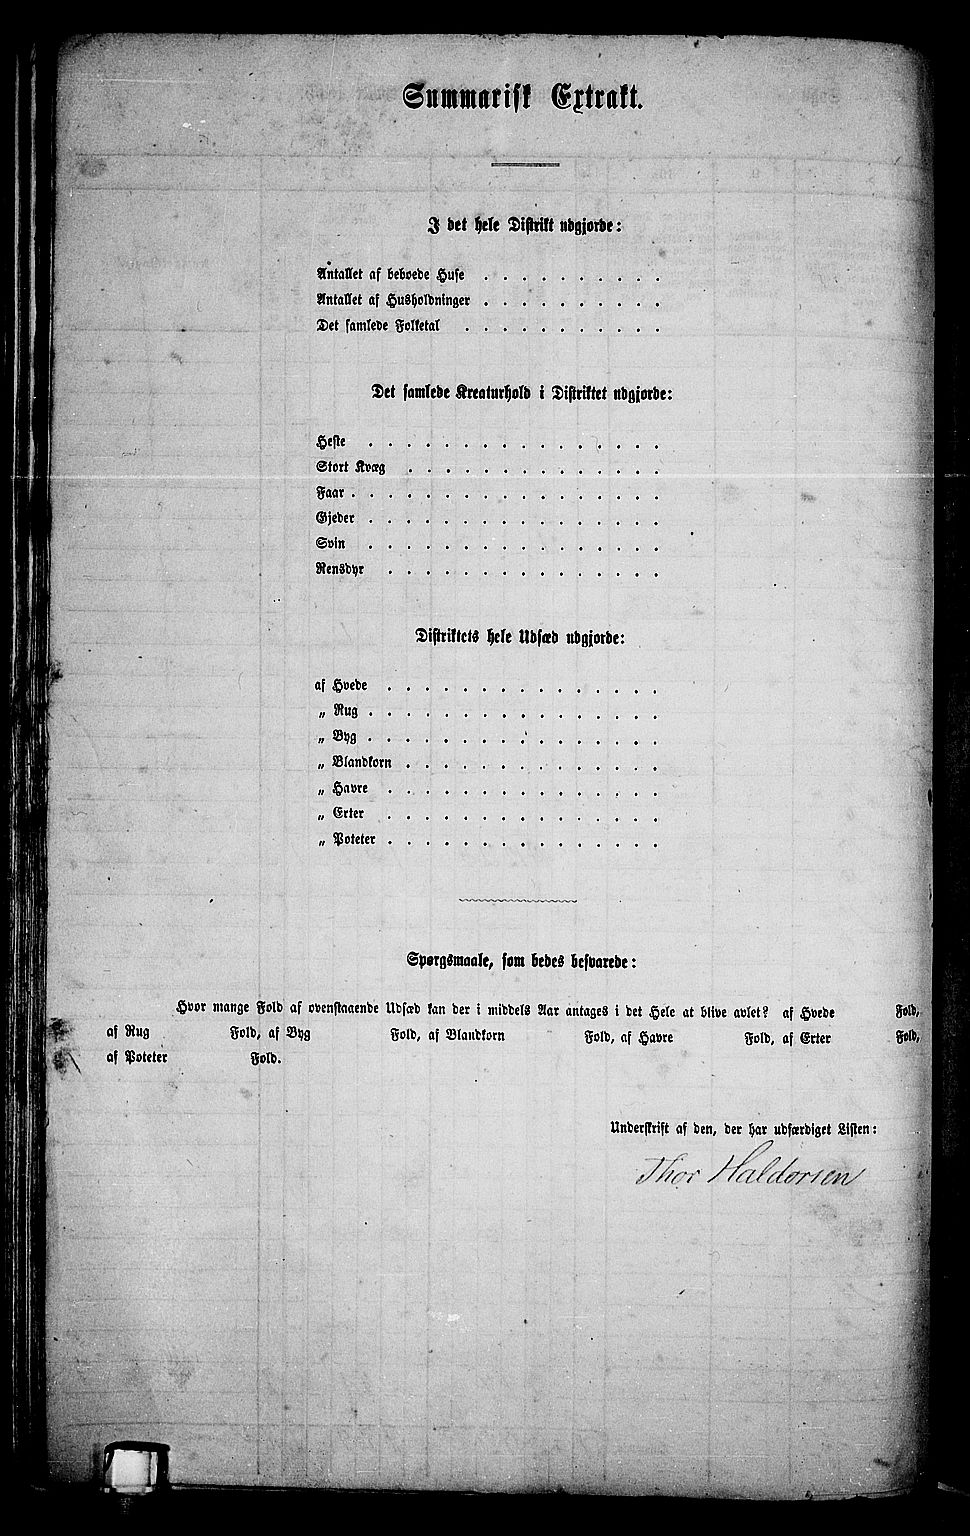 Summarisk Extrakt.
I det hele Distrikt udgjorde:
Antallet af beboede Huse . . . . . . . . . .
Antallet af Husholdninger . . . . . . . . . .
Det samlede Folketal . . . . . . . . . . .
Det samlede Kreaturhold i Distriktet udgjorde:
Heste . . . . . . . . . . . . . . . .
Stort Kvæg . . . . . . . . . . . . . .
Faar . . . . . . . . . . . . . . . . .
Gjeder . . . . . . . . . . . . . . . .
Svin . . . . . . . . . . . . . . . .
Rensdyr . . . . . . . . . . . . . . .
Distriktets hele Udsæd udgjorde:
af Hvede . . . . . . . . . . . . . . .
„ Rug . . . . . . . . . . . . . . . .
„ Byg . . . . . . . . . . . . . . . .
„ Blandkorn . . . . . . . . . . . . . .
„ Havre . . . . . . . . . . . . . . .
„ Erter . . . . . . . . . . . . . . .
„ Poteter . . . . . . . . . . . . . . .
Spørgsmaale, som bedes besvarede:
Hvor mange Fold af ovenstaaende Udsæd kan der i middels Aar antages i det Hele at blive avlet? af Hvede Fold,
af Rug Fold, af Byg Fold, af Blandkorn Fold, af Havre Fold, af Erter Fold,
af Poteter Fold.
Underskrift af den, der har udfærdiget Listen:
Thor Haldorsen